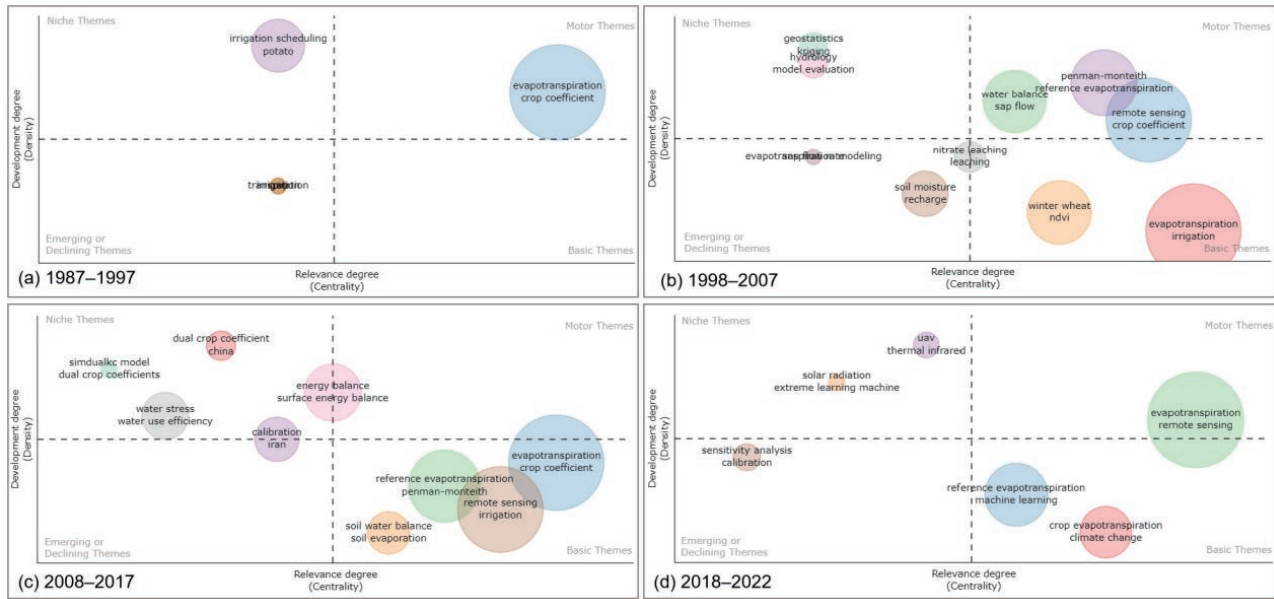 Niche Themes
Motor Themes
irrigation scheduling
potato
evapotranspiration
crop coefficient
Development degree
(Density)
Emerging or
Declining Themes
Basic Themes
Relevance degree
(Centrality)
(a) 1987–1997
Niche Themes
Motor Themes
geostatistics
kriging
hydrology
model evaluation
penman-monteith
reference evapotranspiration
water balance
sap flow
remote sensing
crop coefficient
nitrate leaching
leaching
soil moisture
recharge
winter wheat
ndvi
evapotranspiration
irrigation
Development degree
(Density)
Emerging or
Declining Themes
Basic Themes
Relevance degree
(Centrality)
(b) 1998–2007
Niche Themes
Motor Themes
dual crop coefficient
china
simdualkc model
dual crop coefficients
energy balance
surface energy balance
water stress
water use efficiency
calibration
iran
evapotranspiration
crop coefficient
reference evapotranspiration
penman-monteith
remote sensing
irrigation
soil water balance
soil evaporation
Development degree
(Density)
Emerging or
Declining Themes
Basic Themes
Relevance degree
(Centrality)
(c) 2008–2017
Niche Themes
Motor Themes
uav
thermal infrared
solar radiation
extreme learning machine
evapotranspiration
remote sensing
sensitivity analysis
calibration
reference evapotranspiration
machine learning
crop evapotranspiration
climate change
Development degree
(Density)
Emerging or
Declining Themes
Basic Themes
Relevance degree
(Centrality)
(d) 2018–2022